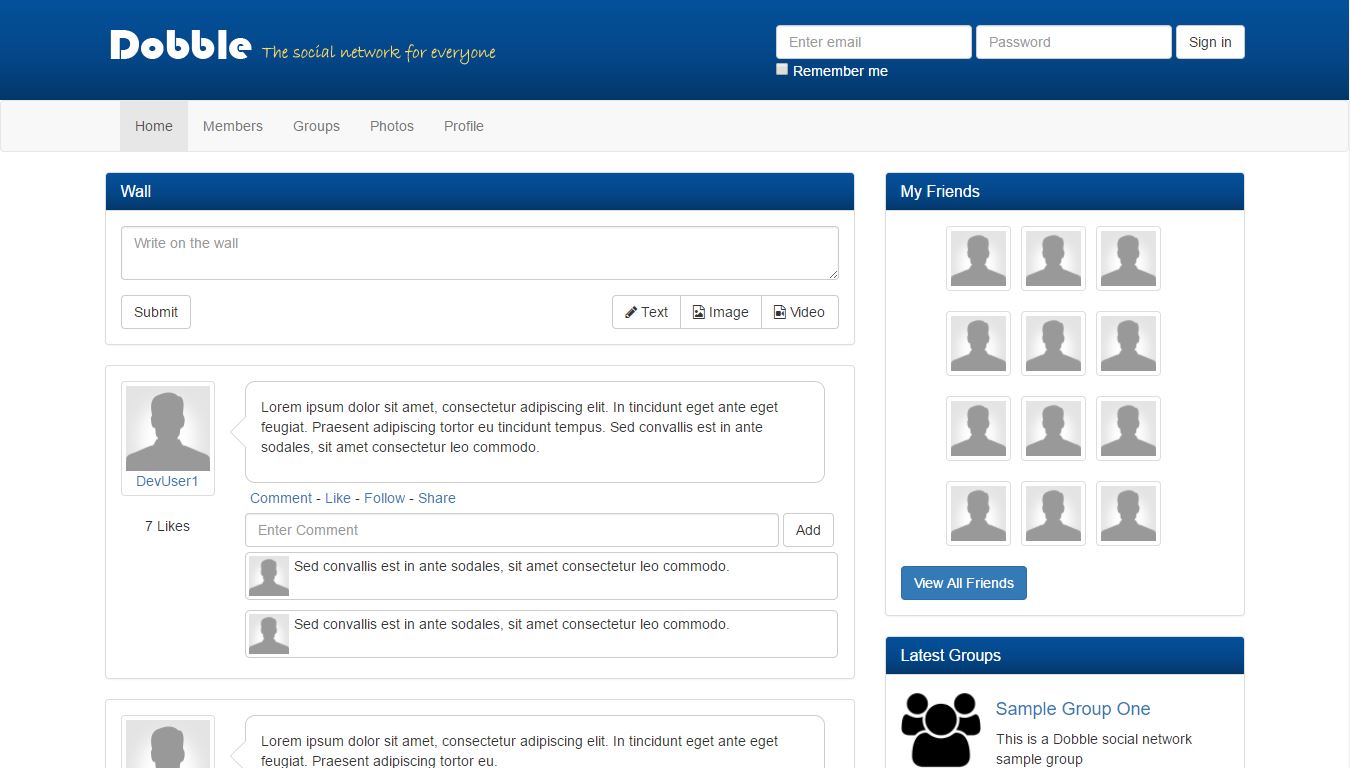 Dobble The social network for everyone
Enter email Password Sign in
Remember me
Home Members Groups Photos Profile
Wall
Write on the wall
Submit Text Image Video
Lorem ipsum dolor sit amet, consectetur adipiscing elit. In tincidunt eget ante eget
feugiat. Praesent adipiscing tortor eu tincidunt tempus. Sed convallis est in ante
sodales, sit amet consectetur leo commodo.
DevUser1
Comment - Like - Follow - Share
7 Likes
Enter Comment Add
Sed convallis est in ante sodales, sit amet consectetur leo commodo.
Sed convallis est in ante sodales, sit amet consectetur leo commodo.
Lorem ipsum dolor sit amet, consectetur adipiscing elit. In tincidunt eget ante eget
feugiat. Praesent adipiscing tortor eu.
My Friends
View All Friends
Latest Groups
Sample Group One
This is a Dobble social network
sample group